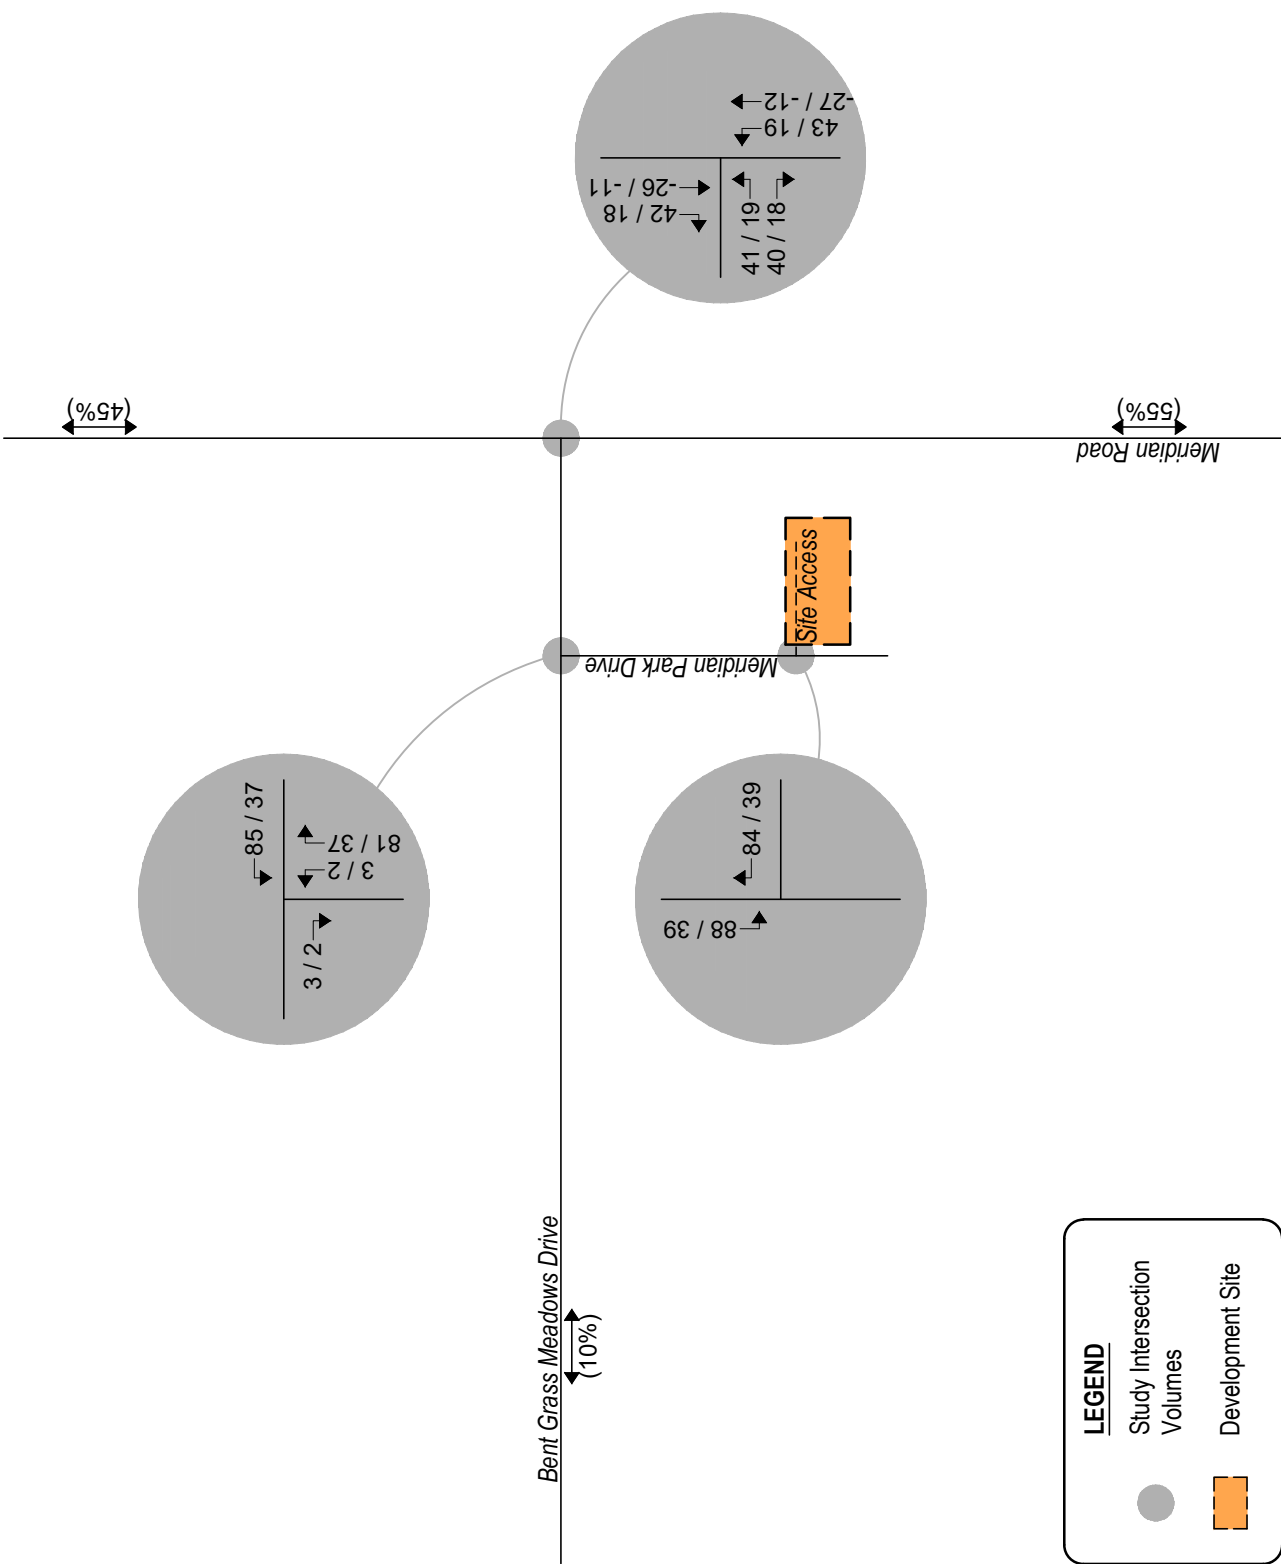 -27 / -12
43 / 19
-26 / -11
42 / 18
41 / 19
40 / 18
(45%)
(55%)
Meridian Road
Site Access
Meridian Park Drive
85 / 37
81 / 37
3 / 2
3 / 2
84 / 39
88 / 39
Bent Grass Meadows Drive
(10%)
LEGEND
Study Intersection
Volumes
Development Site